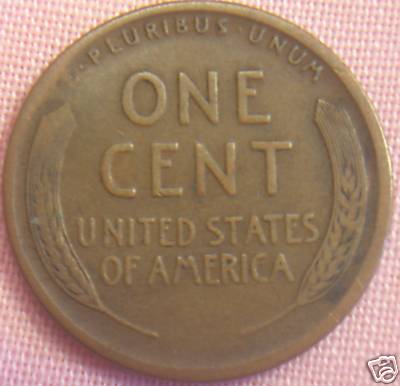 · PLURIBUS · UNUM
ONE
CENT
UNITED STATES
OF AMERICA